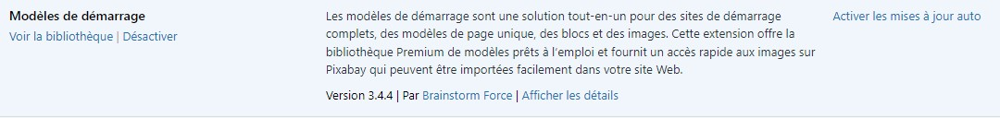 Modèles de démarrage
Voir la bibliothèque | Désactiver
Les modèles de démarrage sont une solution tout-en-un pour des sites de démarrage
complets, des modèles de page unique, des blocs et des images. Cette extension offre la
bibliothèque Premium de modèles prêts à l’emploi et fournit un accès rapide aux images sur
Pixabay qui peuvent être importées facilement dans votre site Web.
Version 3.4.4 | Par Brainstorm Force | Afficher les détails
Activer les mises à jour auto